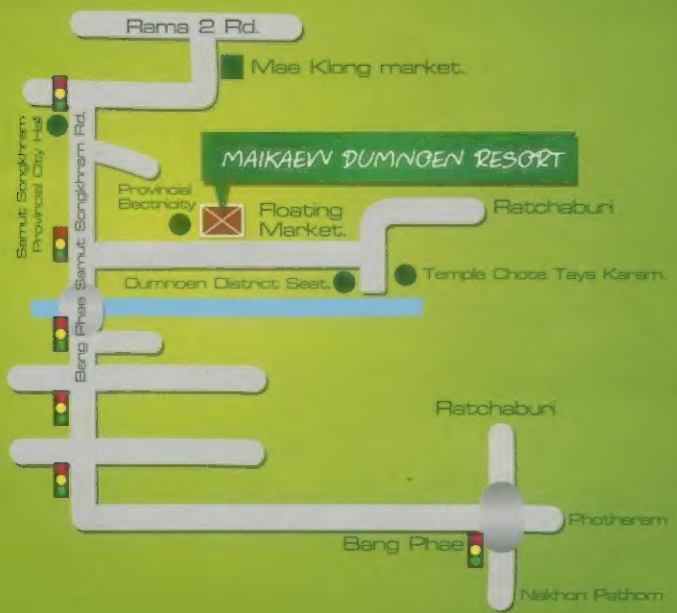 Rama 2 Rd.
Mae Klong market.
Samut Songkhram
Provincial City Hall
Bang Phae Samut Songkhram Rd.
MAIKAEW DUMNOEN RESORT
Provincial
Electricity
Floating
Market.
Ratchaburi
Dumnoen District Seat.
Temple Chote Taya Karam.
Ratchaburi
Photharam
Bang Phae
Nakhon Pathom